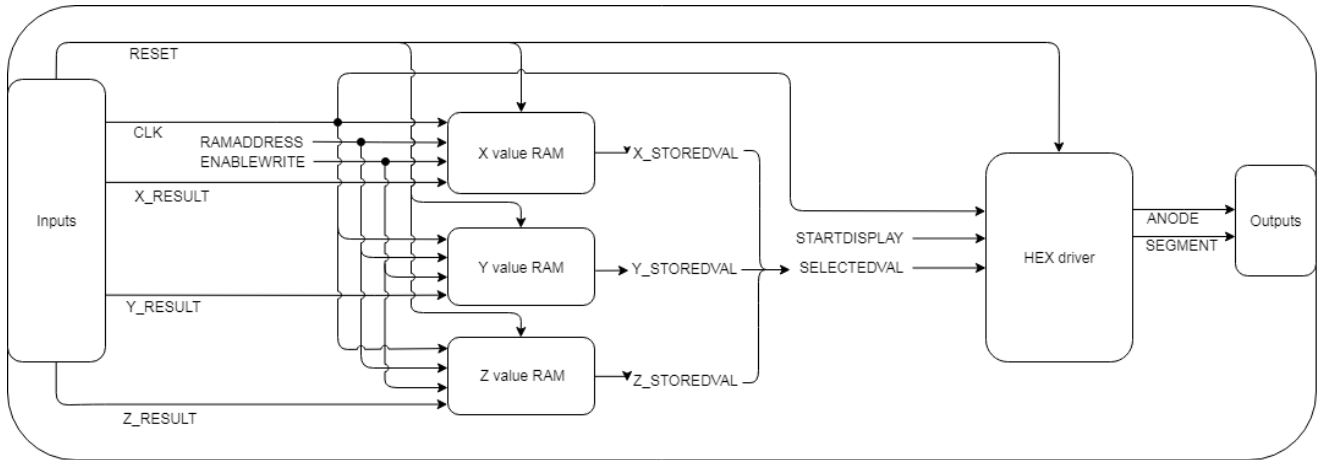 RESET
CLK
RAMADDRESS
X value RAM
X_STOREDVAL
ENABLEWRITE
X_RESULT
Inputs
ANODE
Outputs
STARTDISPLAY
SEGMENT
HEX driver
Y value RAM
Y_STOREDVAL
SELECTEDVAL
Y_RESULT
Z value RAM
Z_STOREDVAL
Z_RESULT